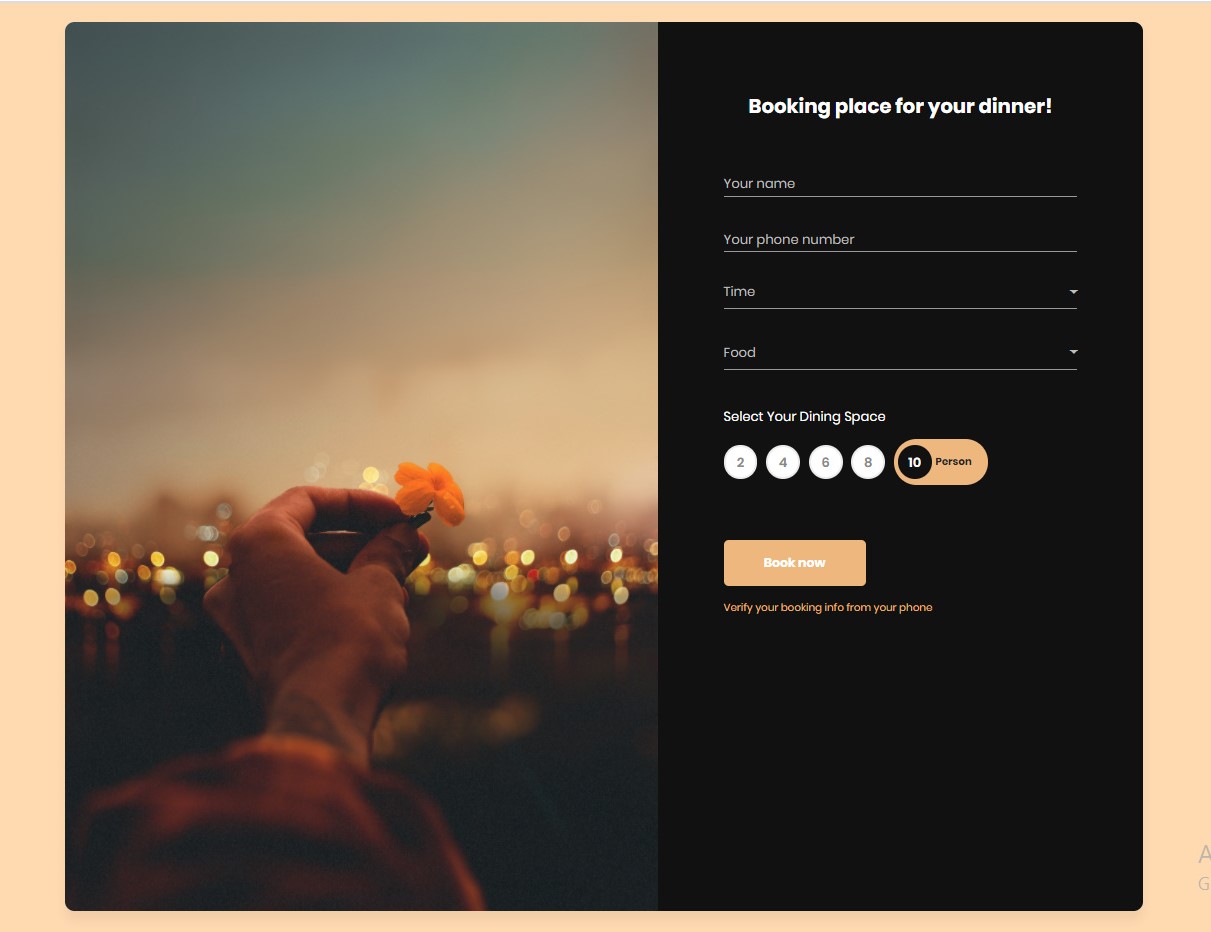 Booking place for your dinner!
Your name
Your phone number
Time
Food
Select Your Dining Space
2 4 6 8 10 Person
Book now
Verify your booking info from your phone
A
G